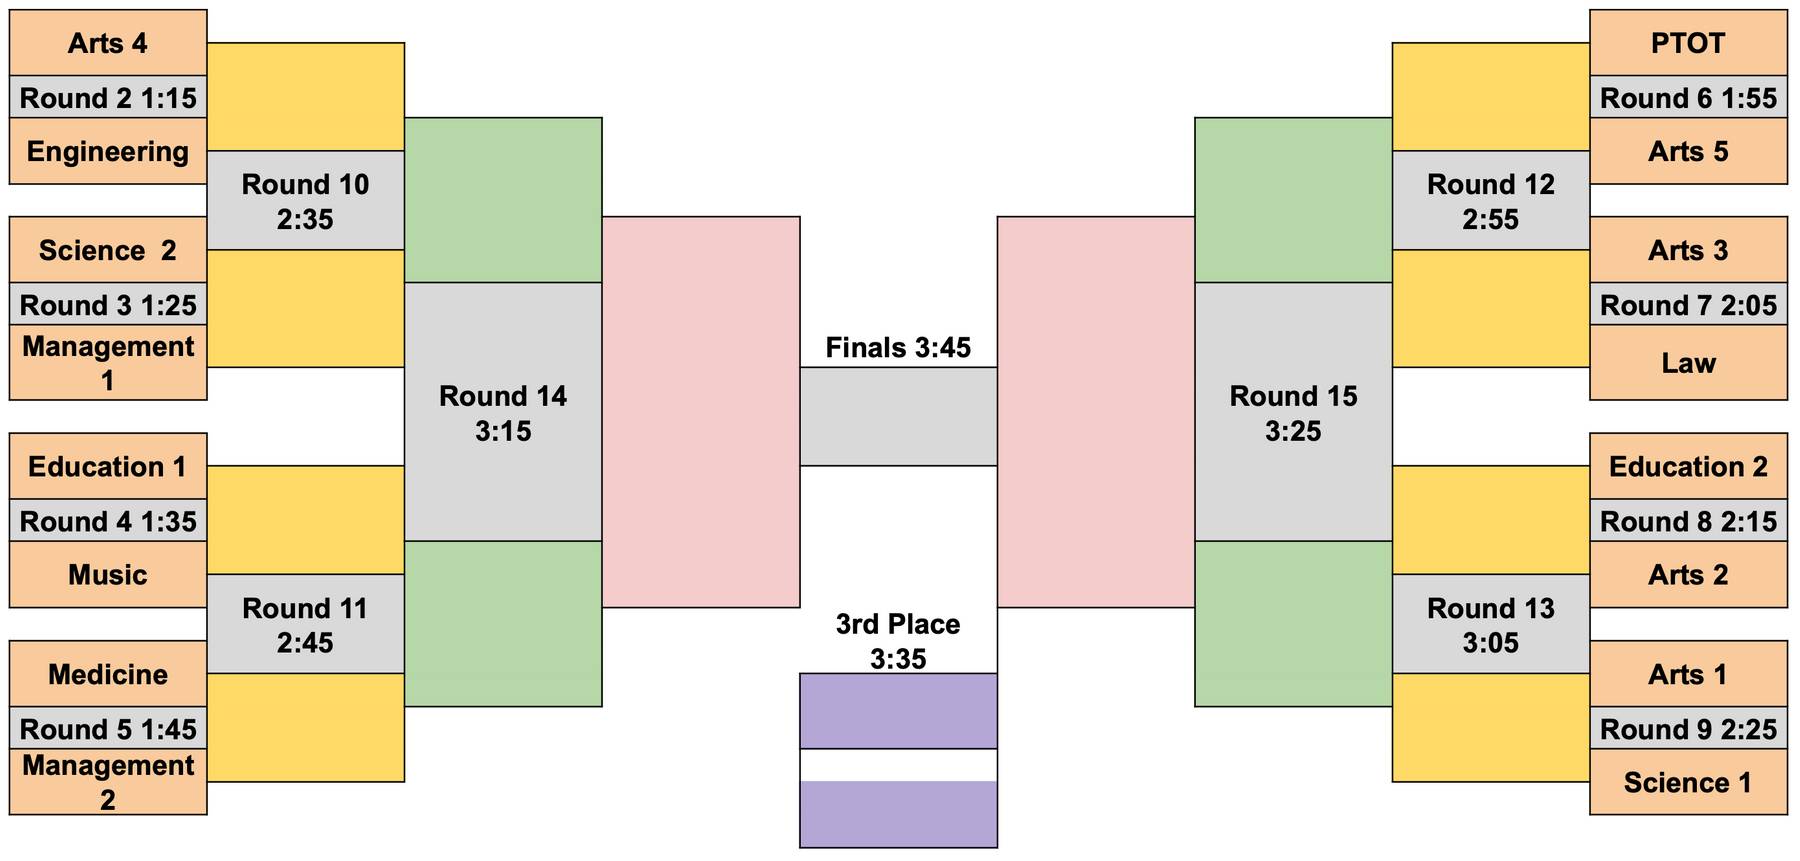 Arts 4
Round 2 1:15
Engineering
Science  2
Round 3 1:25
Management
1
Education 1
Round 4 1:35
Music
Medicine
Round 5 1:45
Management
2
Round 10
2:35
Round 11
2:45
Round 14
3:15
Finals 3:45
3rd Place
3:35
Round 15
3:25
Round 12
2:55
Round 13
3:05
PTOT
Round 6 1:55
Arts 5
Arts 3
Round 7 2:05
Law
Education 2
Round 8 2:15
Arts 2
Arts 1
Round 9 2:25
Science 1